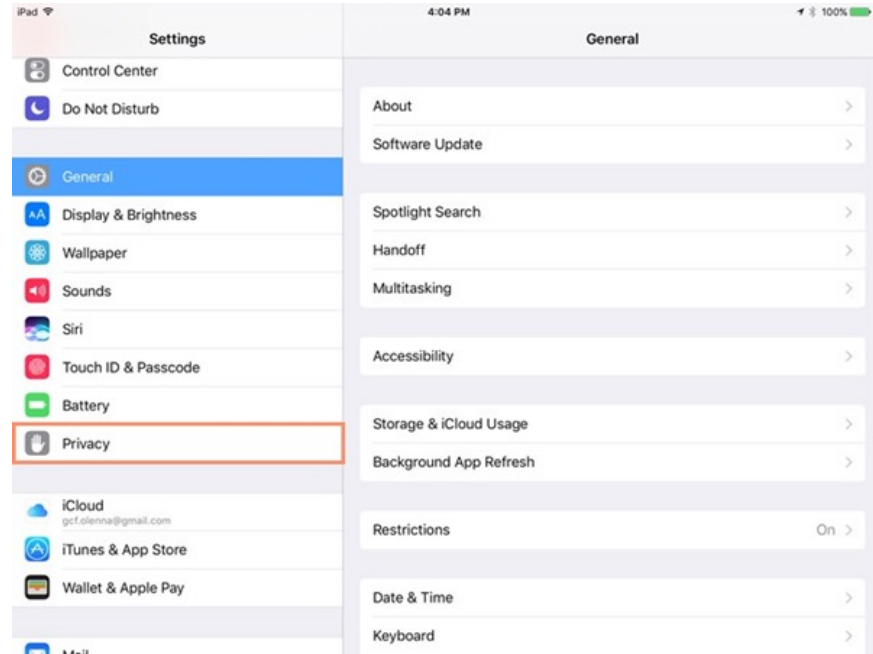 iPad
4:04 PM
100%
Settings
General
Control Center
Do Not Disturb
General
Display & Brightness
Wallpaper
Sounds
Siri
Touch ID & Passcode
Battery
Privacy
iCloud
gcf.olenna@gmail.com
iTunes & App Store
Wallet & Apple Pay
Mail
About
Software Update
Spotlight Search
Handoff
Multitasking
Accessibility
Storage & iCloud Usage
Background App Refresh
Restrictions On
Date & Time
Keyboard